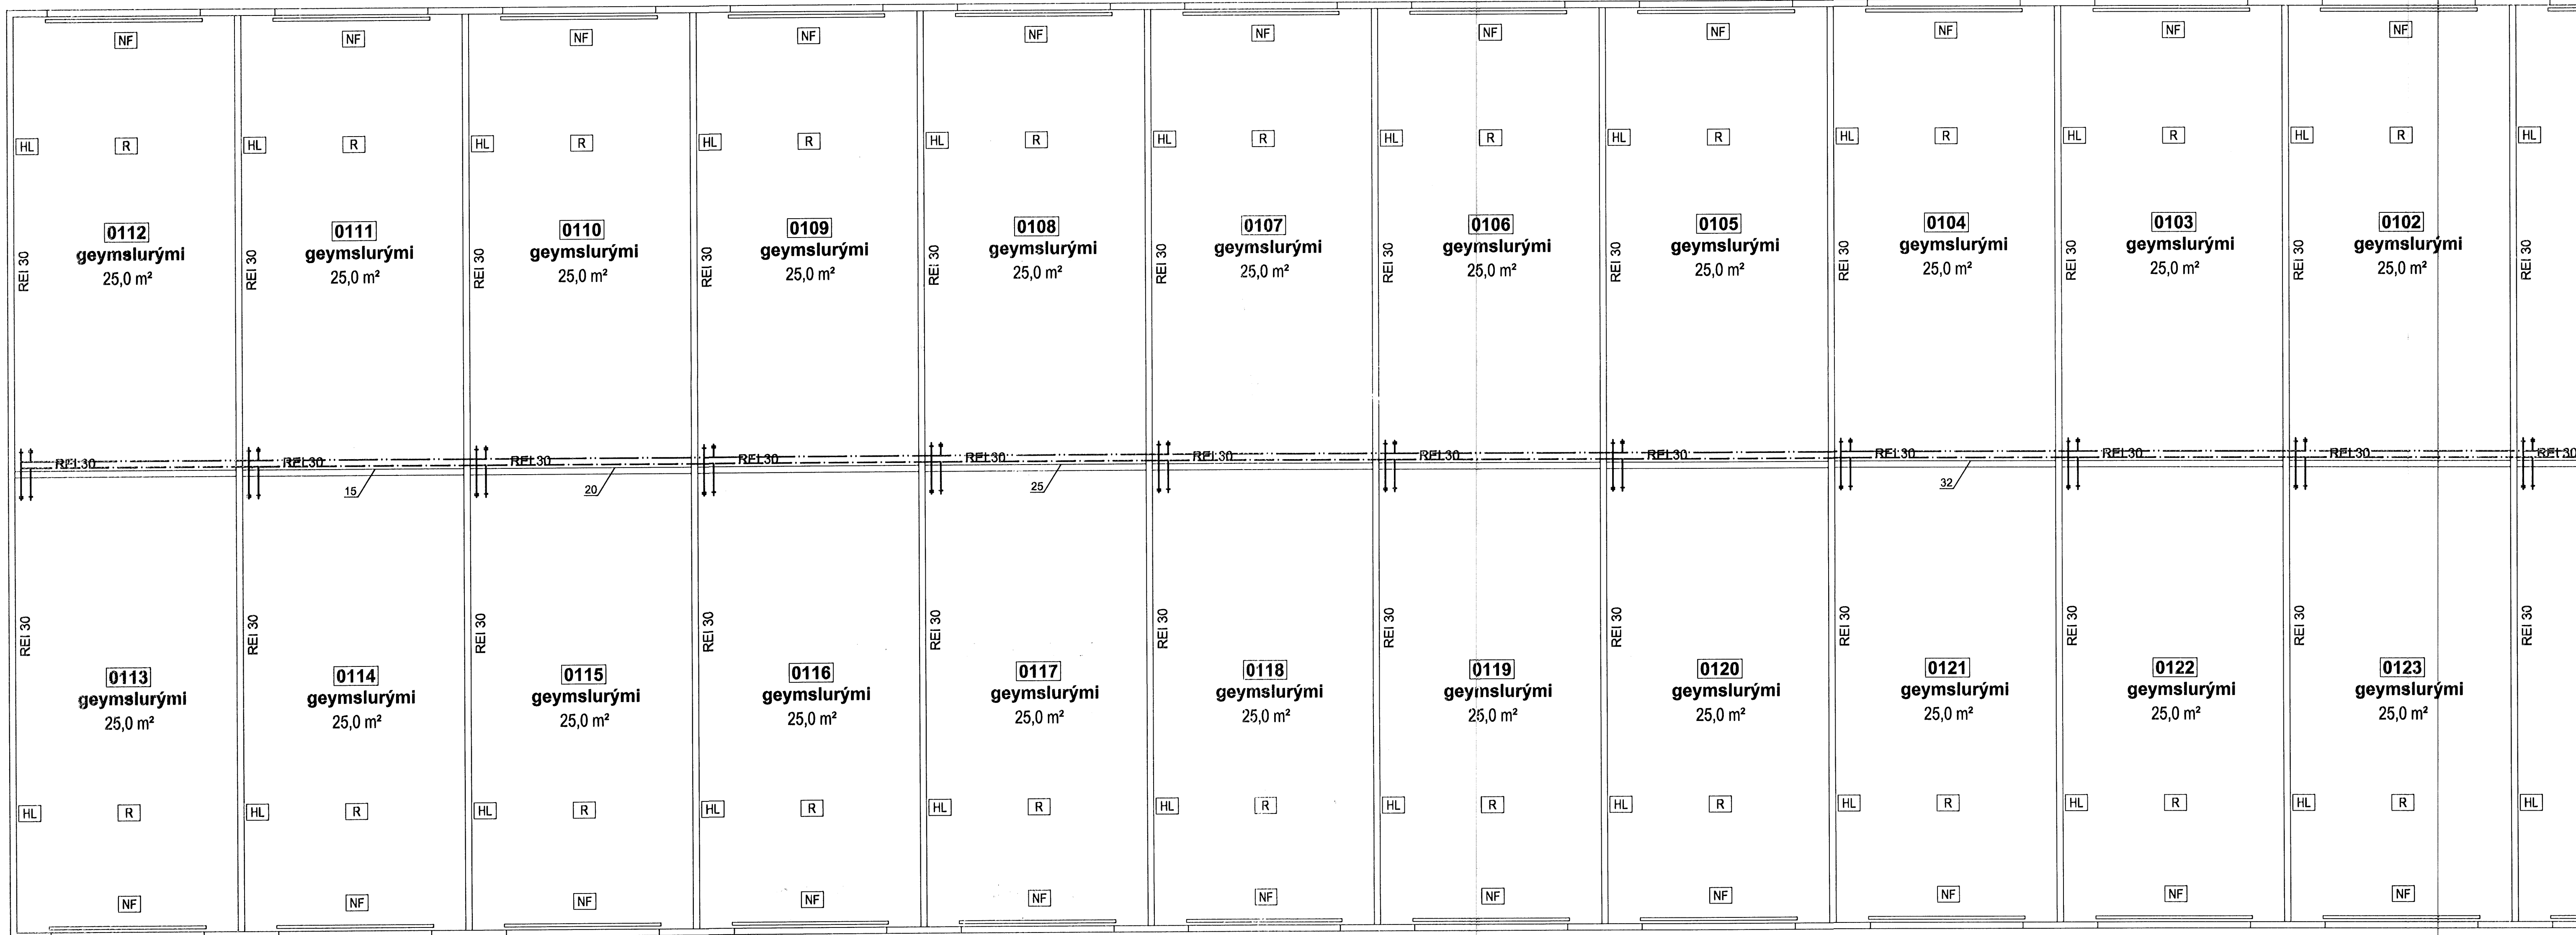 NF NF NF NF NF NF NF NF NF NF NF
HL R HL R HL R HL R HL R HL R HL R HL R HL R HL R HL R HL
0112 0111 0110 0109 0108 0107 0106 0105 0104 0103 0102
geymslurými geymslurými geymslurými geymslurými geymslurými geymslurými geymslurými geymslurými geymslurými geymslurými geymslurými
25,0 m² 25,0 m² 25,0 m² 25,0 m² 25,0 m² 25,0 m² 25,0 m² 25,0 m² 25,0 m² 25,0 m² 25,0 m²
REI 30 REI 30 REI 30 REI 30 REI 30 REI 30 REI 30 REI 30 REI 30 REI 30 REI 30 REI 30
REI 30 REI 30 REI 30 REI 30 REI 30 REI 30 REI 30 REI 30 REI 30 REI 30 REI 30 REI 30
15 20 25 32
REI 30 REI 30 REI 30 REI 30 REI 30 REI 30 REI 30 REI 30 REI 30 REI 30 REI 30 REI 30
0113 0114 0115 0116 0117 0118 0119 0120 0121 0122 0123
geymslurými geymslurými geymslurými geymslurými geymslurými geymslurými geymslurými geymslurými geymslurými geymslurými geymslurými
25,0 m² 25,0 m² 25,0 m² 25,0 m² 25,0 m² 25,0 m² 25,0 m² 25,0 m² 25,0 m² 25,0 m² 25,0 m²
HL R HL R HL R HL R HL R HL R HL R HL R HL R HL R HL R HL
NF NF NF NF NF NF NF NF NF NF NF